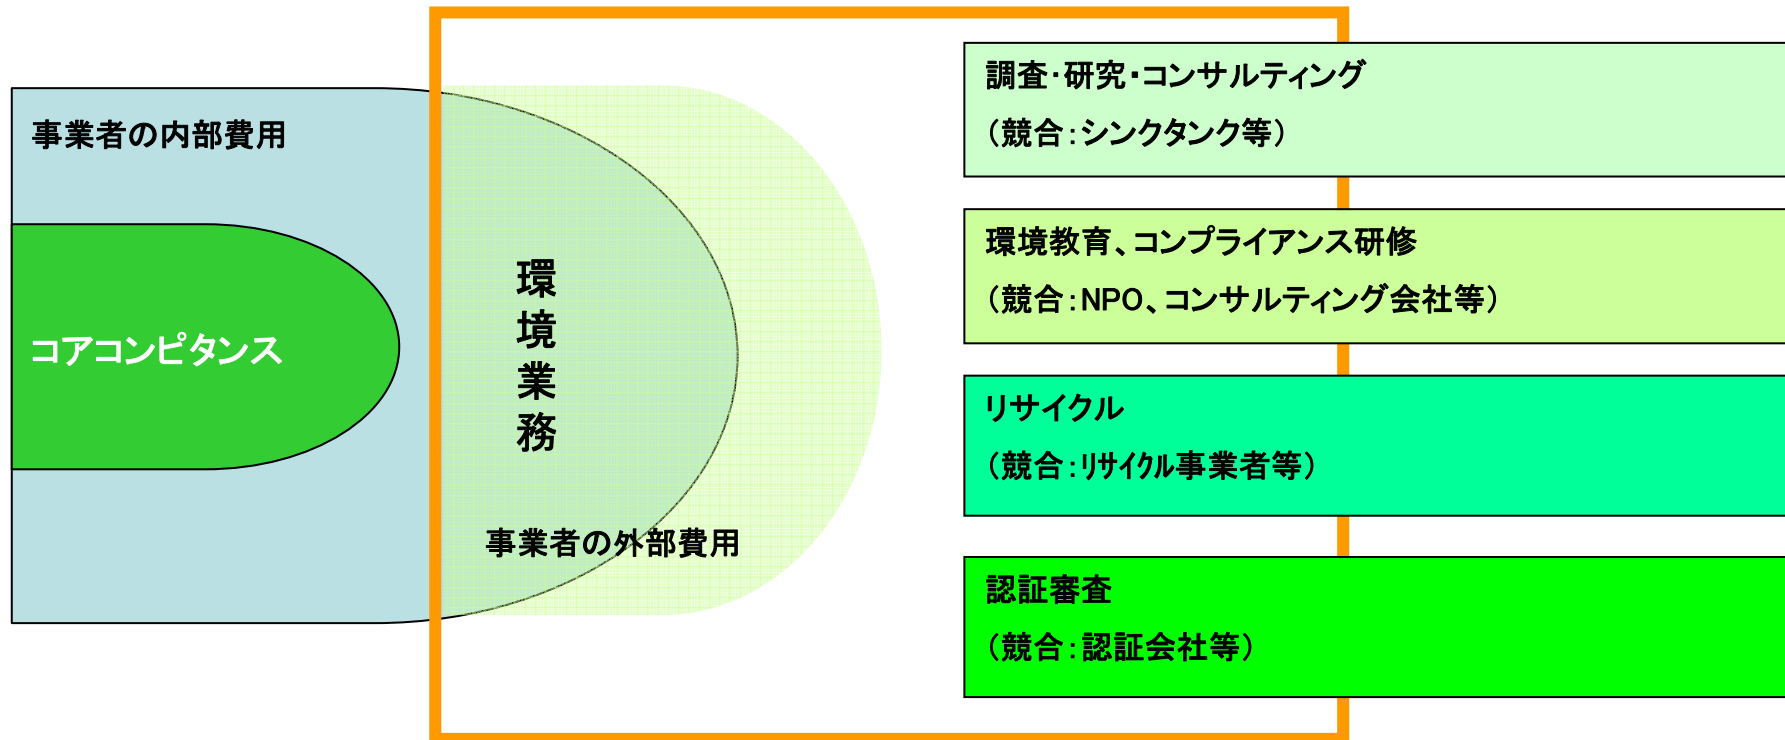 事業者の内部費用
コアコンピタンス
環境業務
事業者の外部費用
調査・研究・コンサルティング
（競合：シンクタンク等）
環境教育、コンプライアンス研修
（競合：NPO、コンサルティング会社等）
リサイクル
（競合：ﾘｻｲｸﾙ事業者等）
認証審査
（競合：認証会社等）